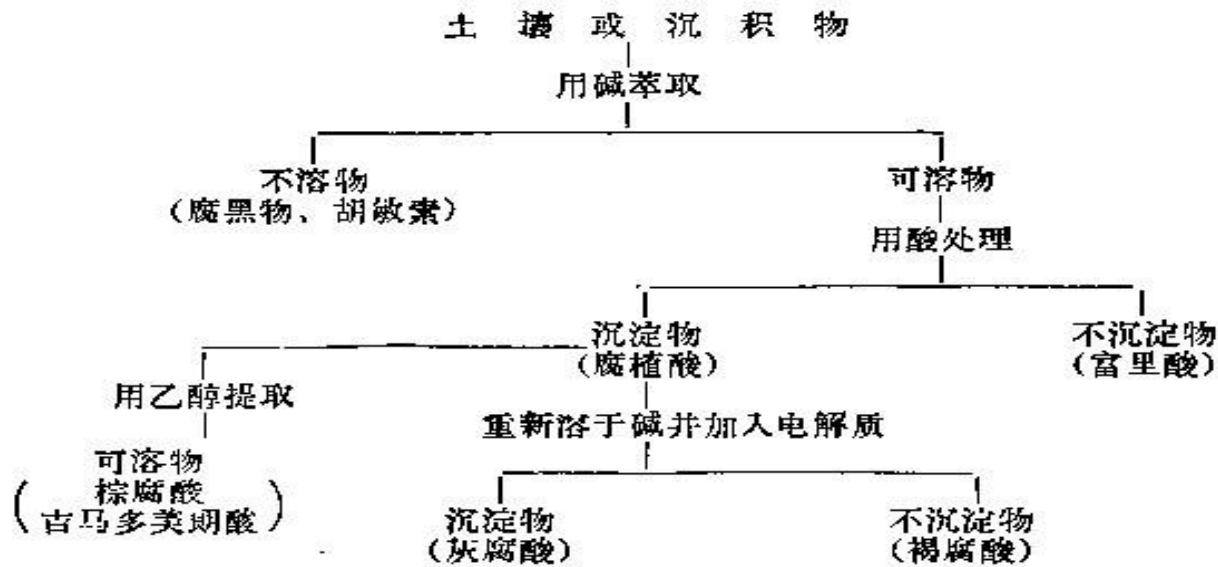 土壤或沉积物
用碱萃取
不溶物
(腐黑物、胡敏素)
可溶物
用酸处理
沉淀物
(腐植酸)
不沉淀物
(富里酸)
用乙醇提取
重新溶于碱并加入电解质
可溶物
棕腐酸
吉马多美朗酸
沉淀物
(灰腐酸)
不沉淀物
(褐腐酸)